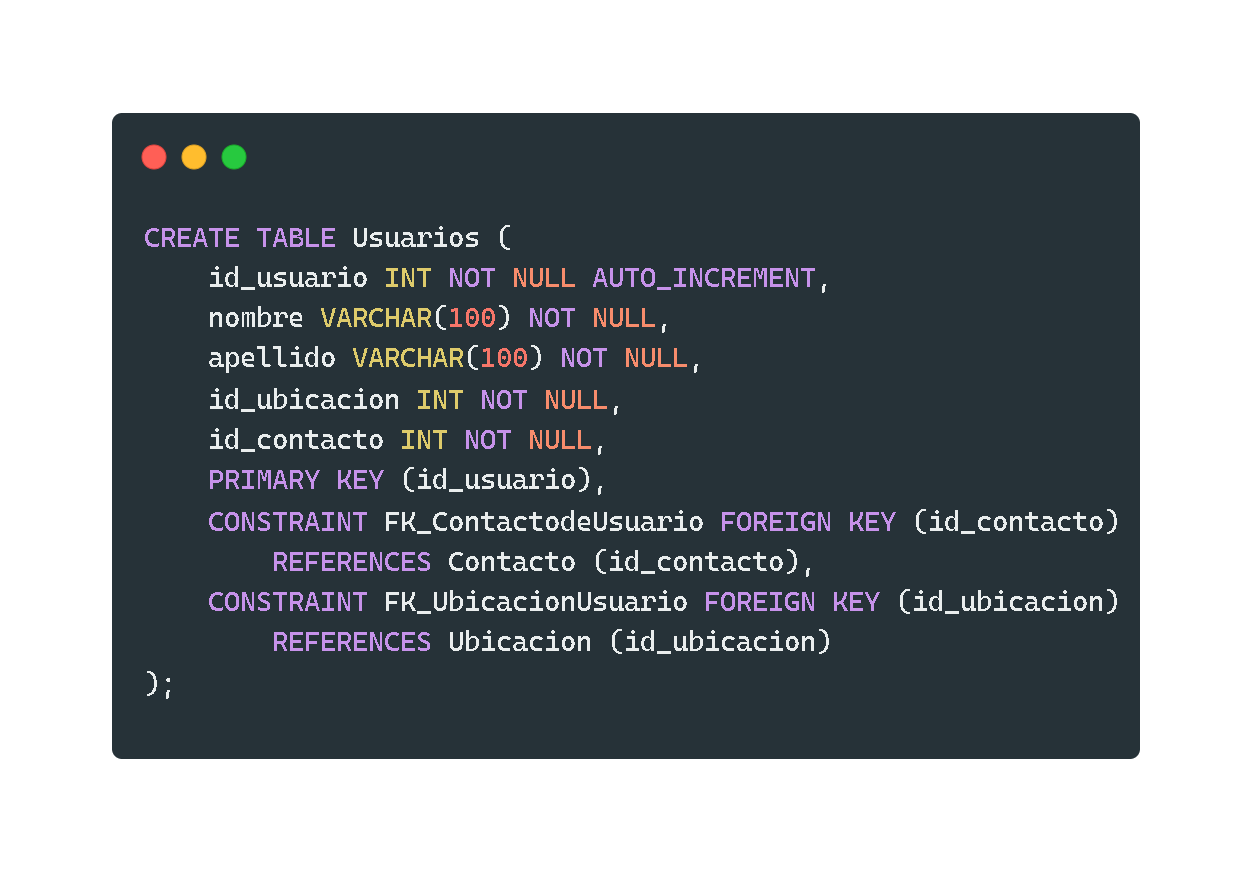 CREATE TABLE Usuarios (
    id_usuario INT NOT NULL AUTO_INCREMENT,
    nombre VARCHAR(100) NOT NULL,
    apellido VARCHAR(100) NOT NULL,
    id_ubicacion INT NOT NULL,
    id_contacto INT NOT NULL,
    PRIMARY KEY (id_usuario),
    CONSTRAINT FK_ContactodeUsuario FOREIGN KEY (id_contacto)
        REFERENCES Contacto (id_contacto),
    CONSTRAINT FK_UbicacionUsuario FOREIGN KEY (id_ubicacion)
        REFERENCES Ubicacion (id_ubicacion)
);